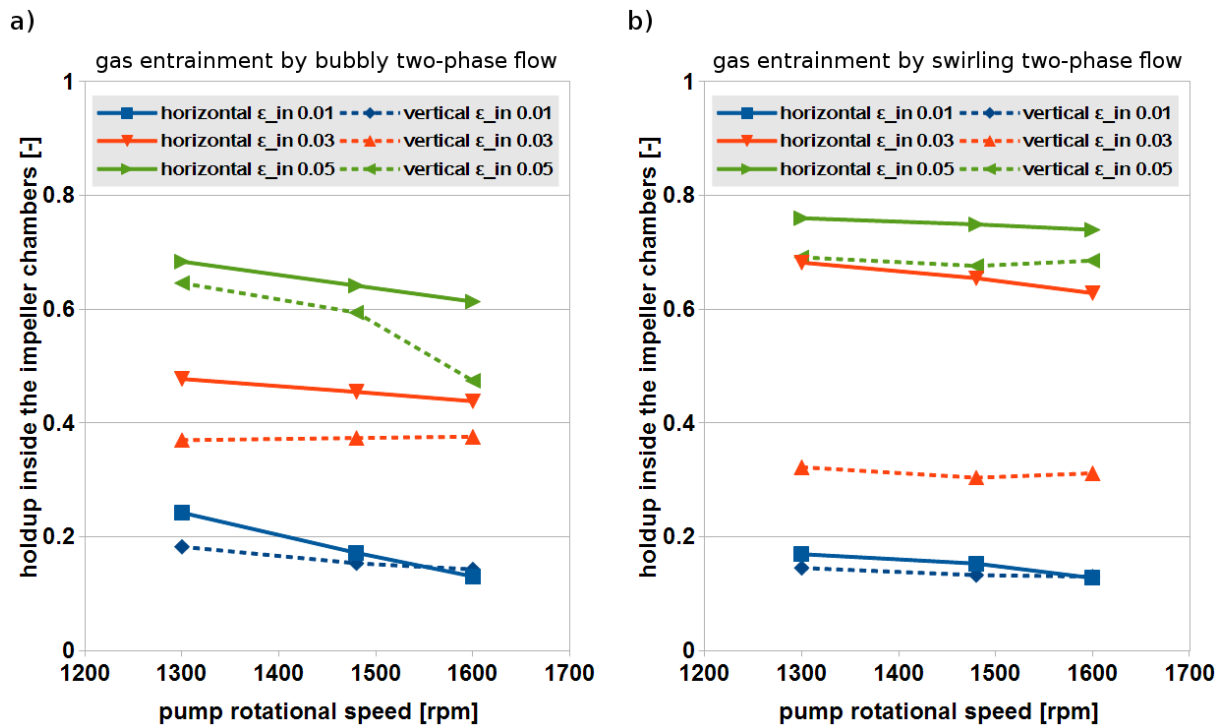 a)
gas entrainment by bubbly two-phase flow
1
horizontal ε_in 0.01 vertical ε_in 0.01
horizontal ε_in 0.03 vertical ε_in 0.03
horizontal ε_in 0.05 vertical ε_in 0.05
0.8
0.6
0.4
0.2
0
holdup inside the impeller chambers [-]
1200 1300 1400 1500 1600 1700
pump rotational speed [rpm]
b)
gas entrainment by swirling two-phase flow
1
horizontal ε_in 0.01 vertical ε_in 0.01
horizontal ε_in 0.03 vertical ε_in 0.03
horizontal ε_in 0.05 vertical ε_in 0.05
0.8
0.6
0.4
0.2
0
holdup inside the impeller chambers [-]
1200 1300 1400 1500 1600 1700
pump rotational speed [rpm]